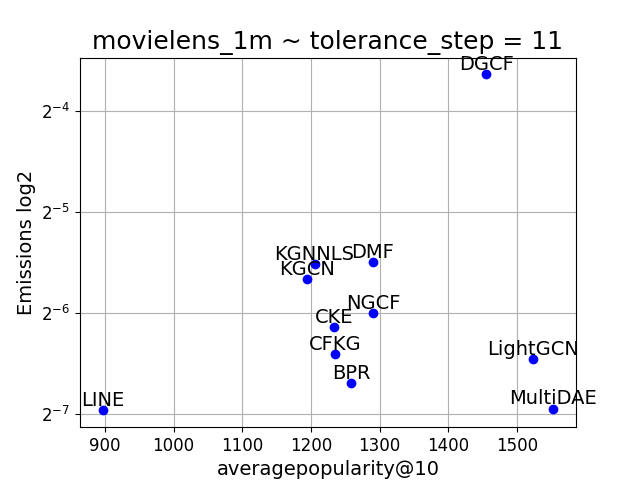 movielens_1m ~ tolerance_step = 11
DGCF
2^-4
2^-5
KGNNLS
DMF
KGCN
NGCF
2^-6
CKE
CFKG
LightGCN
BPR
MultiDAE
LINE
2^-7
Emissions log2
900 1000 1100 1200 1300 1400 1500
averagepopularity@10